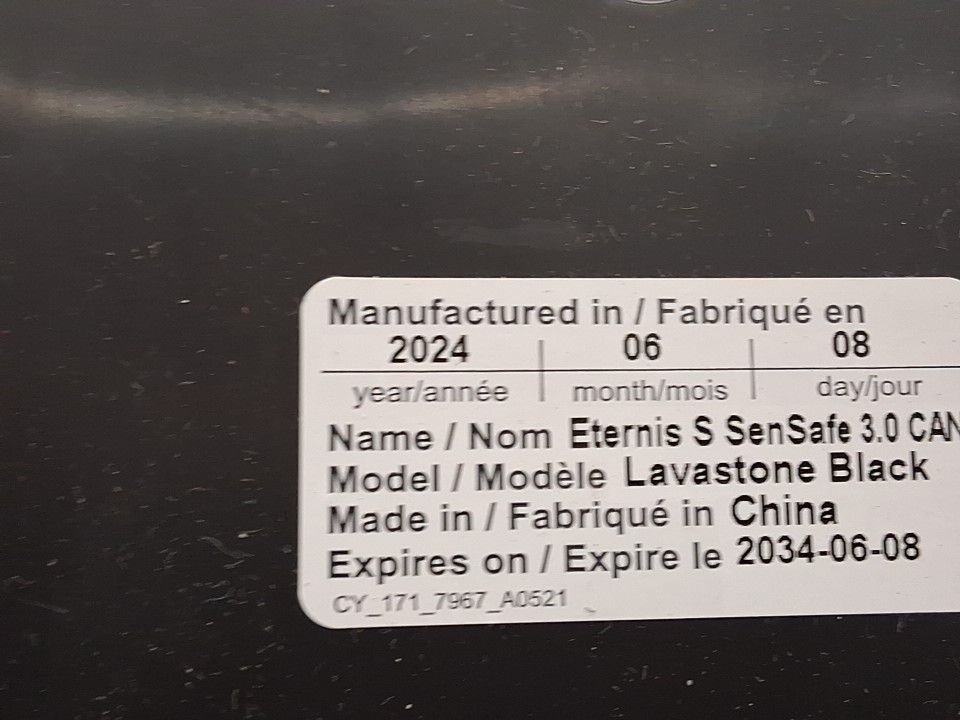 Manufactured in / Fabriqué en
2024 06 08
year/année month/mois day/jour
Name / Nom Eternis S SenSafe 3.0 CAN
Model / Modèle Lavastone Black
Made in / Fabriqué in China
Expires on / Expire le 2034-06-08
CY_171_7967_A0521